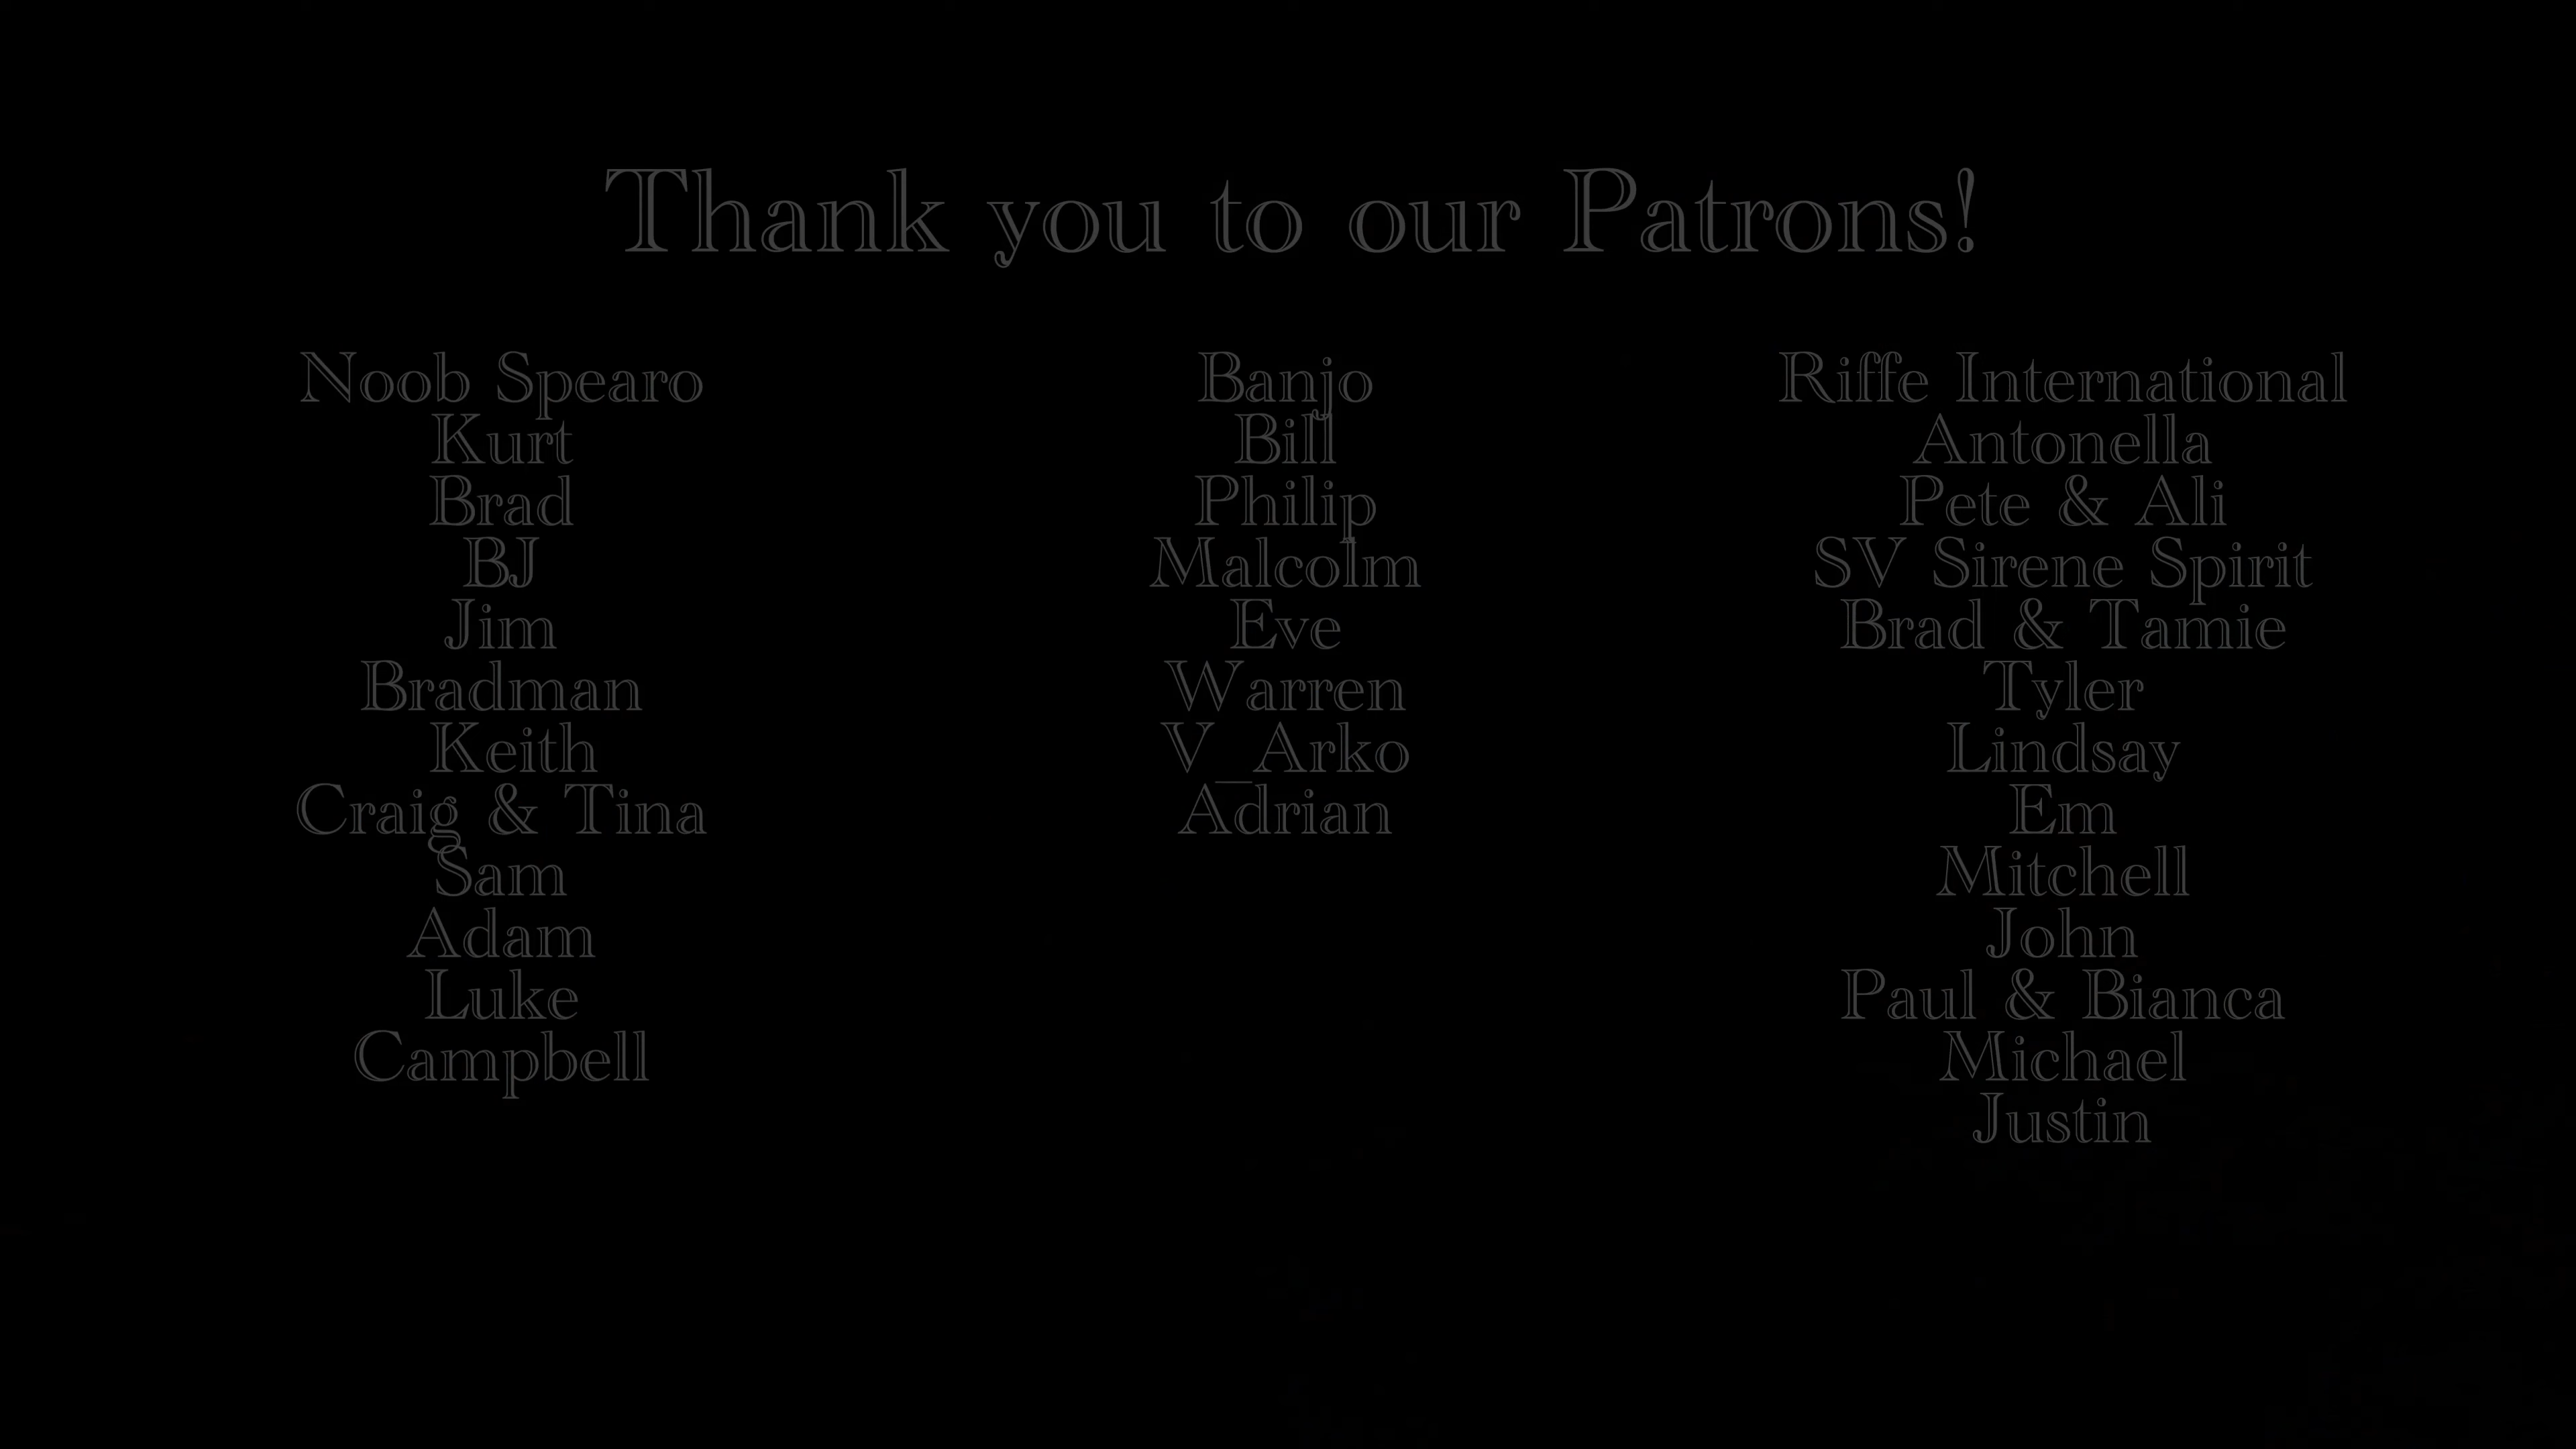 Thank you to our Patrons!
Noob Spearo
Kurt
Brad
BJ
Jim
Bradman
Keith
Craig & Tina
Sam
Adam
Luke
Campbell
Banjo
Bill
Philip
Malcolm
Eve
Warren
V_Arko
Adrian
Riffe International
Antonella
Pete & Ali
SV Sirene Spirit
Brad & Tamie
Tyler
Lindsay
Em
Mitchell
John
Paul & Bianca
Michael
Justin